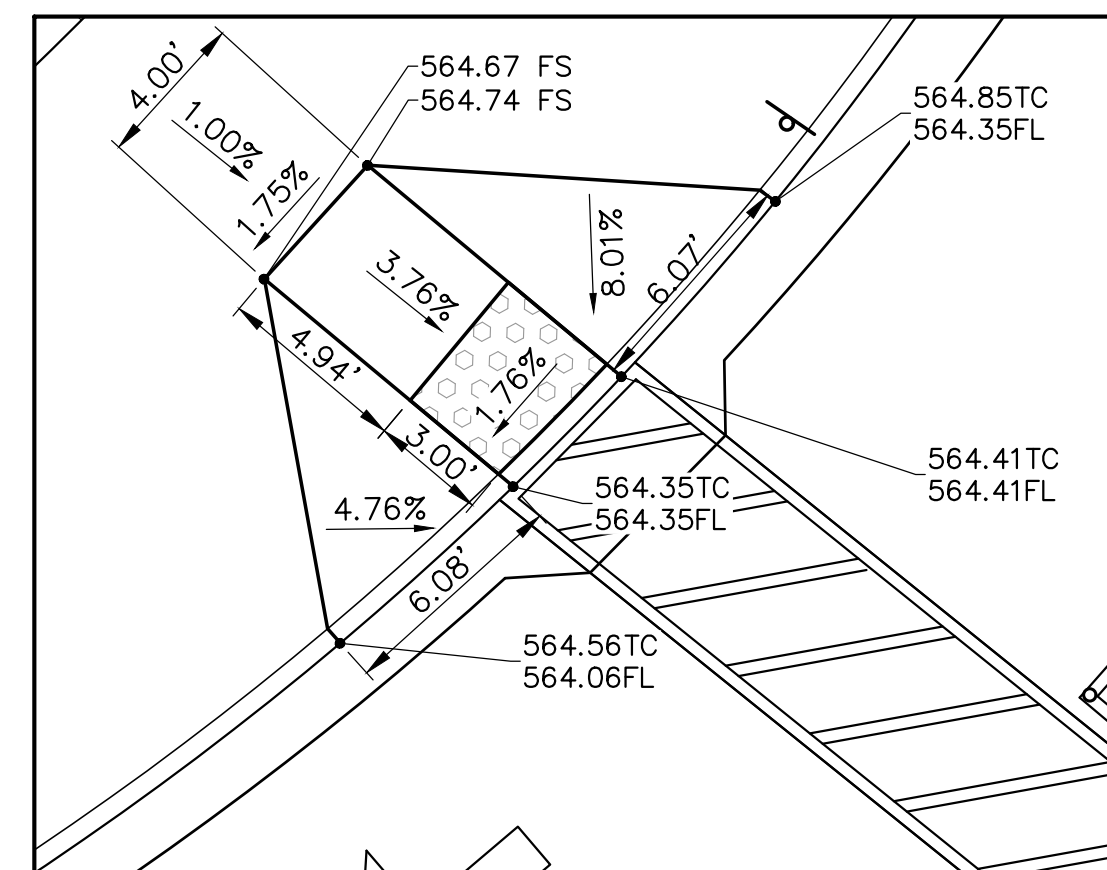 564.67 FS
564.74 FS
4.00'
1.00%
1.75%
564.85TC
564.35FL
3.76%
8.01%
6.07'
4.94'
1.76%
3.00'
564.41TC
564.41FL
564.35TC
564.35FL
4.76%
6.08'
564.56TC
564.06FL